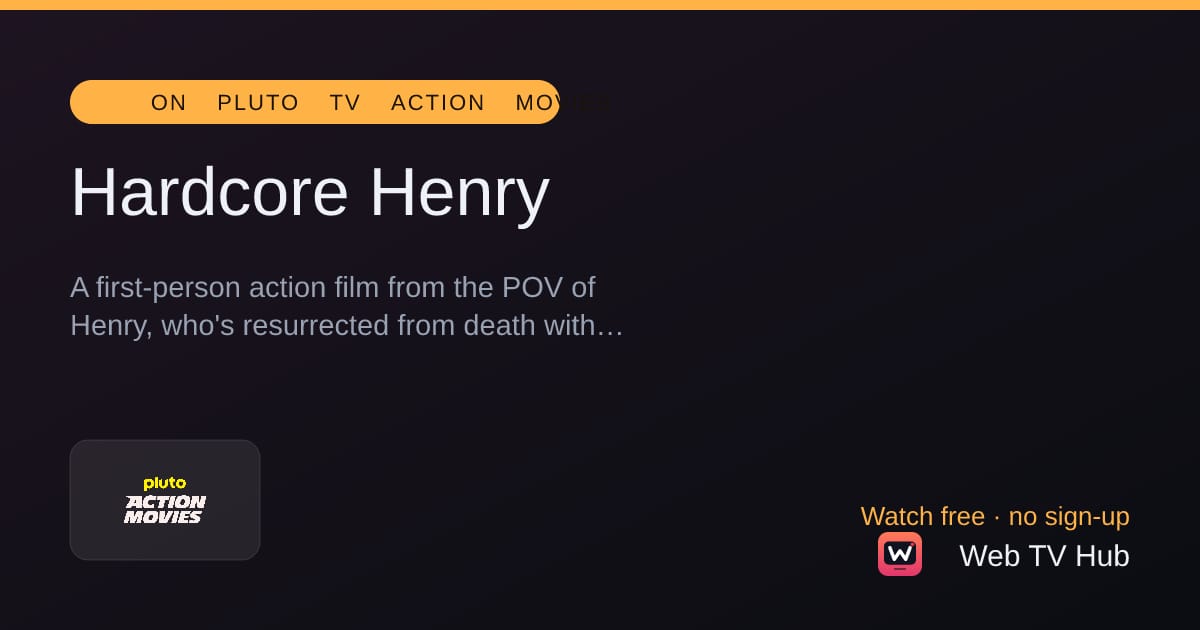 ON PLUTO TV ACTION MOVIES
Hardcore Henry
A first-person action film from the POV of
Henry, who's resurrected from death with…
pluto
ACTION
MOVIES
Watch free · no sign-up
W
Web TV Hub